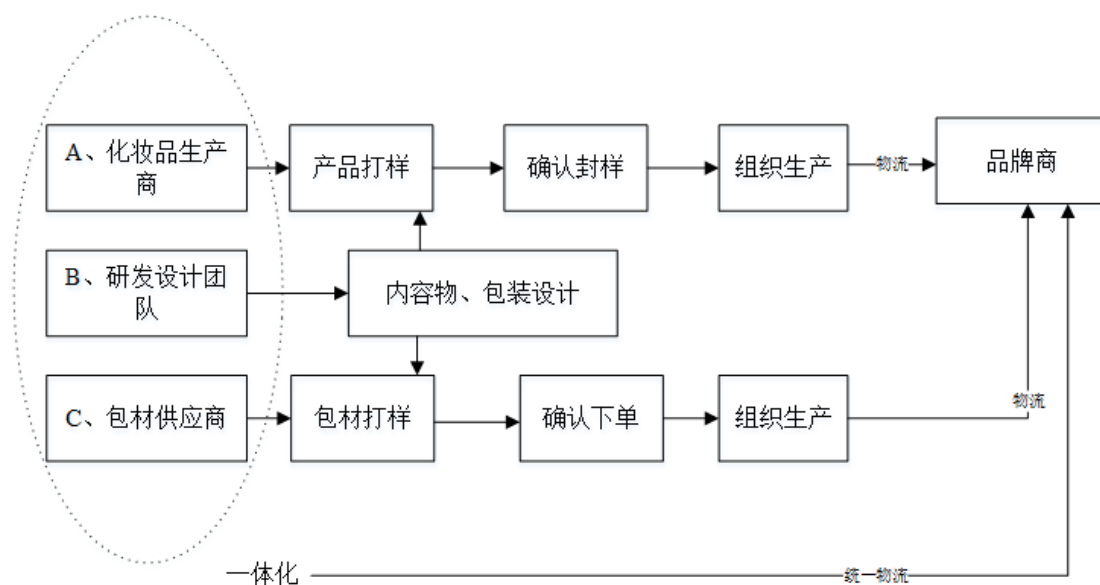 A、化妆品生产
商
产品打样
确认封样
组织生产
物流
品牌商
B、研发设计团
队
内容物、包装设计
C、包材供应商
包材打样
确认下单
组织生产
物流
一体化
统一物流